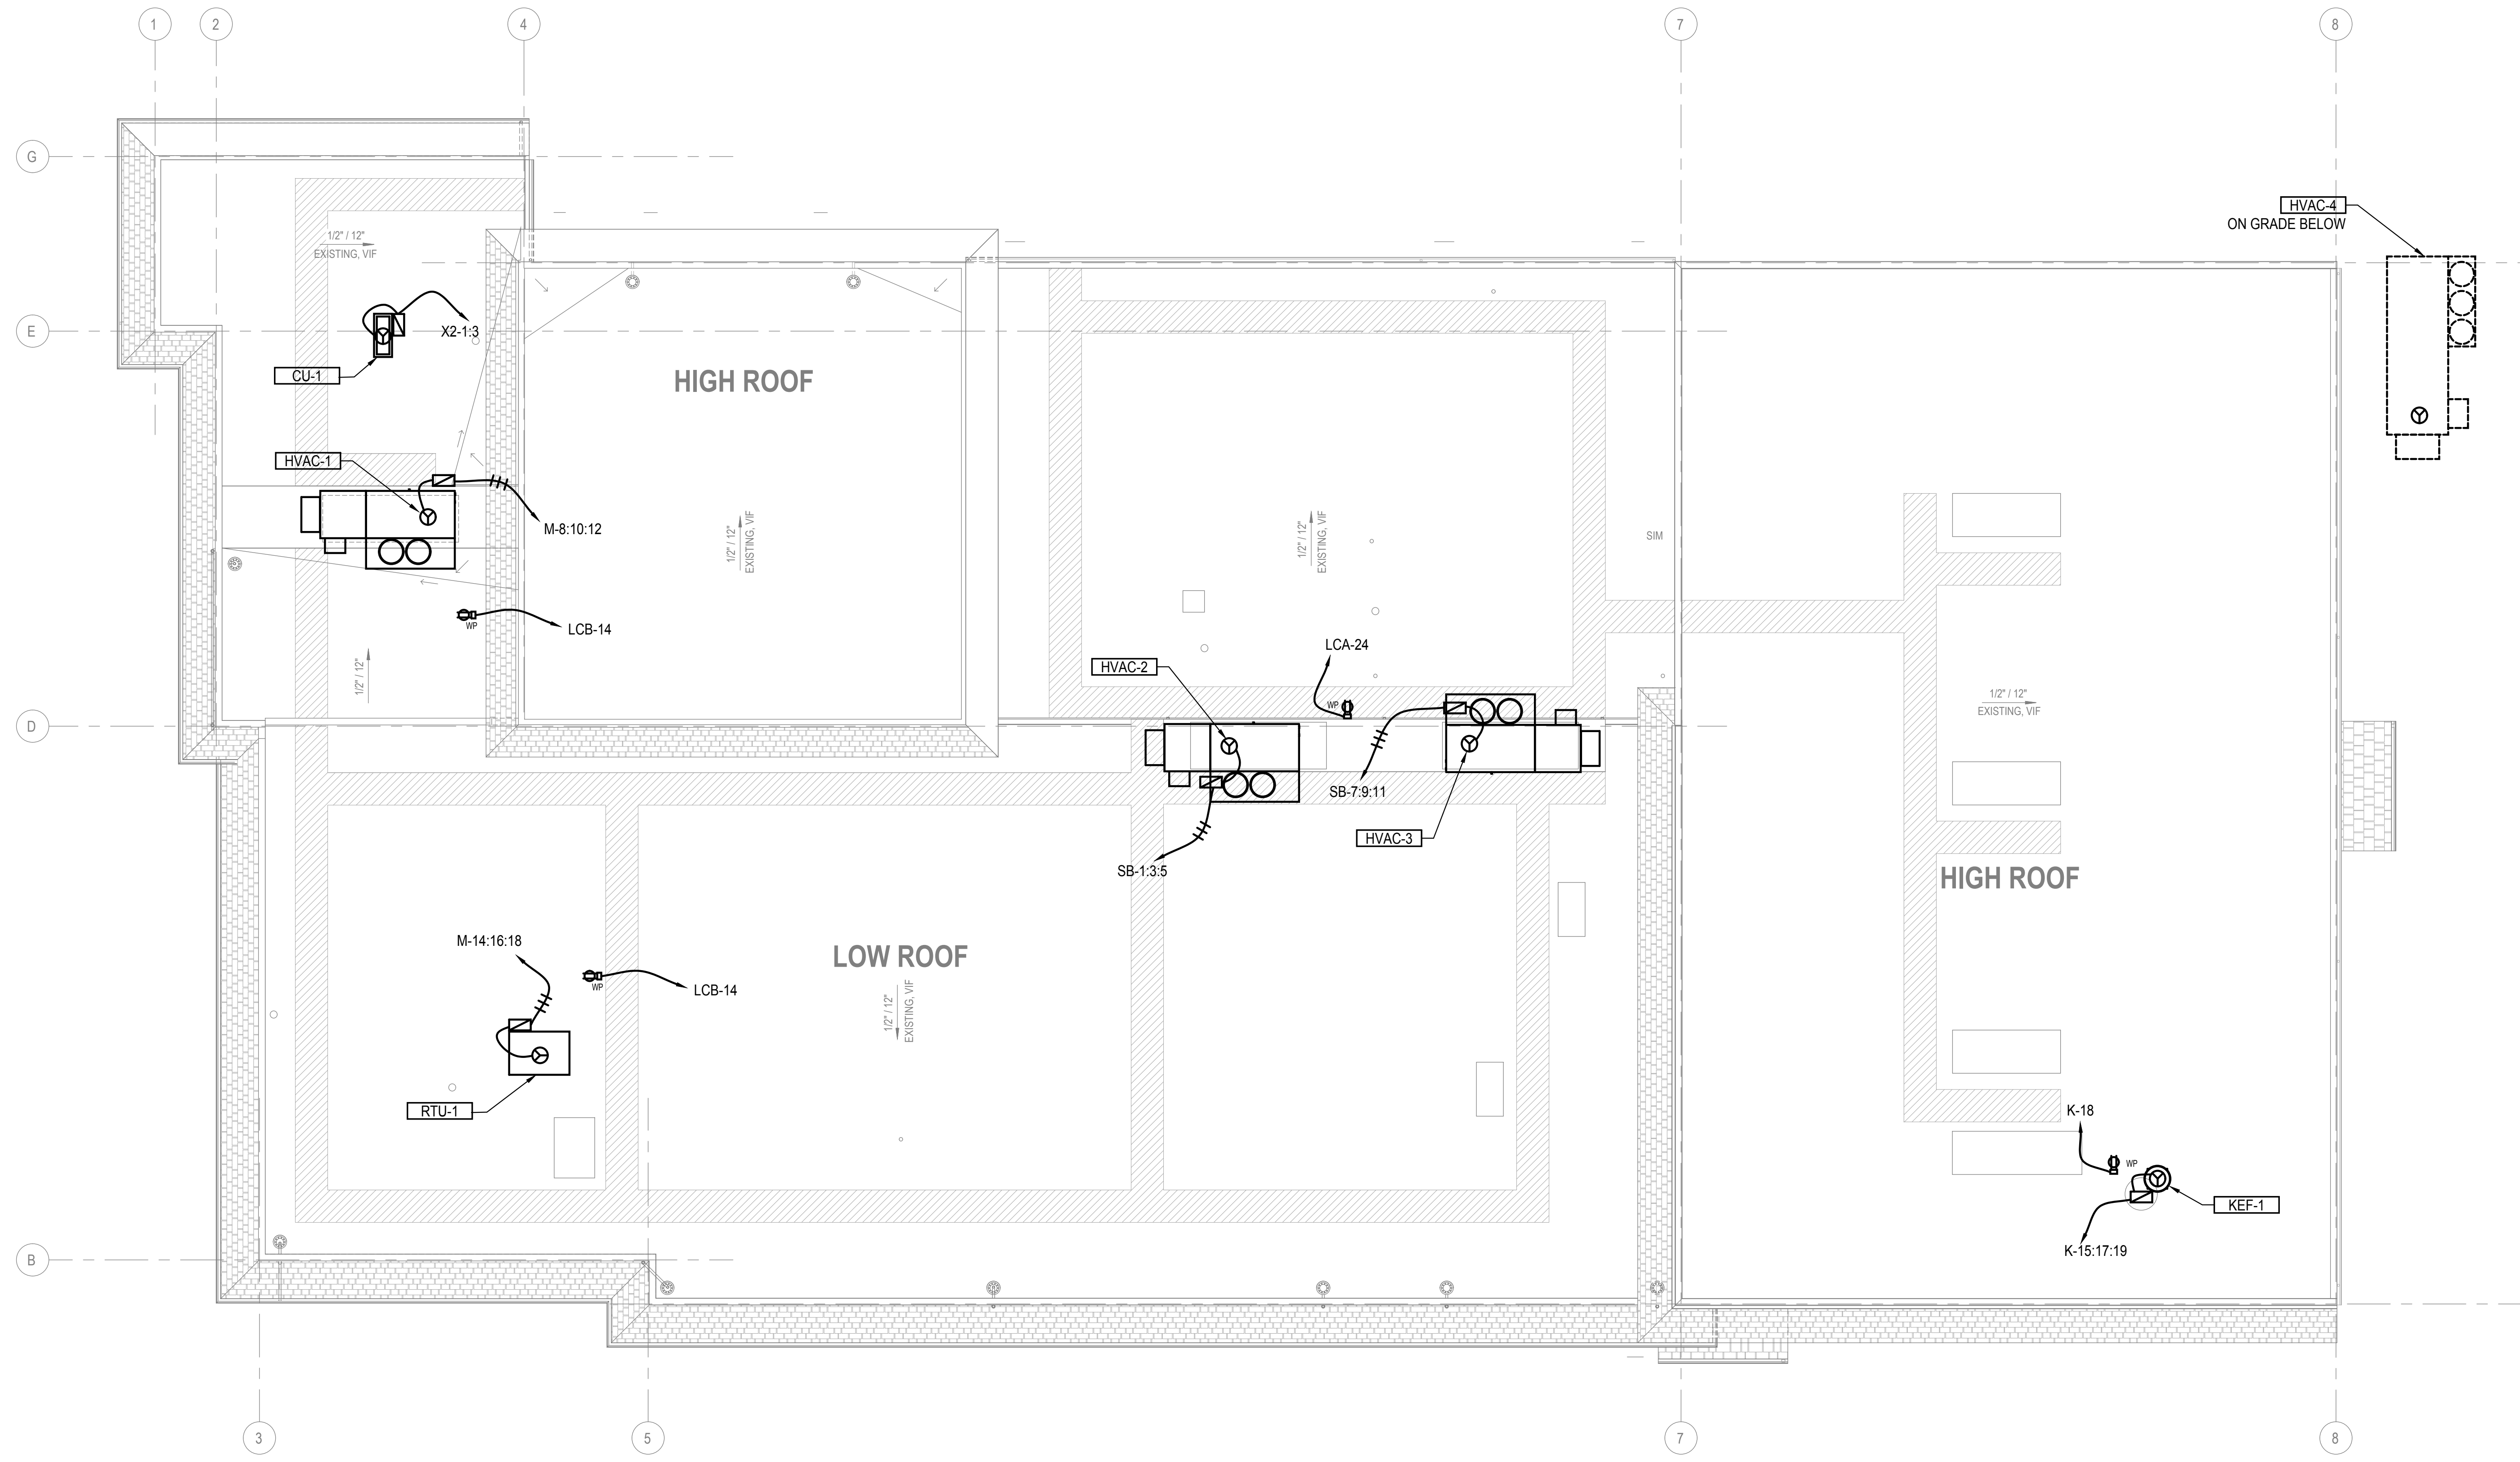 1
2
4
7
8
G
HVAC-4
ON GRADE BELOW
1/2" / 12"
EXISTING, VIF
E
X2-1:3
CU-1
HIGH ROOF
HVAC-1
M-8:10:12
1/2" / 12"
EXISTING, VIF
1/2" / 12"
EXISTING, VIF
SIM
WP
LCB-14
1/2" / 12"
LCA-24
HVAC-2
WP
1/2" / 12"
EXISTING, VIF
D
SB-7:9:11
HVAC-3
SB-1:3:5
HIGH ROOF
M-14:16:18
LOW ROOF
WP
LCB-14
1/2" / 12"
EXISTING, VIF
RTU-1
K-18
WP
KEF-1
K-15:17:19
B
3
5
7
8